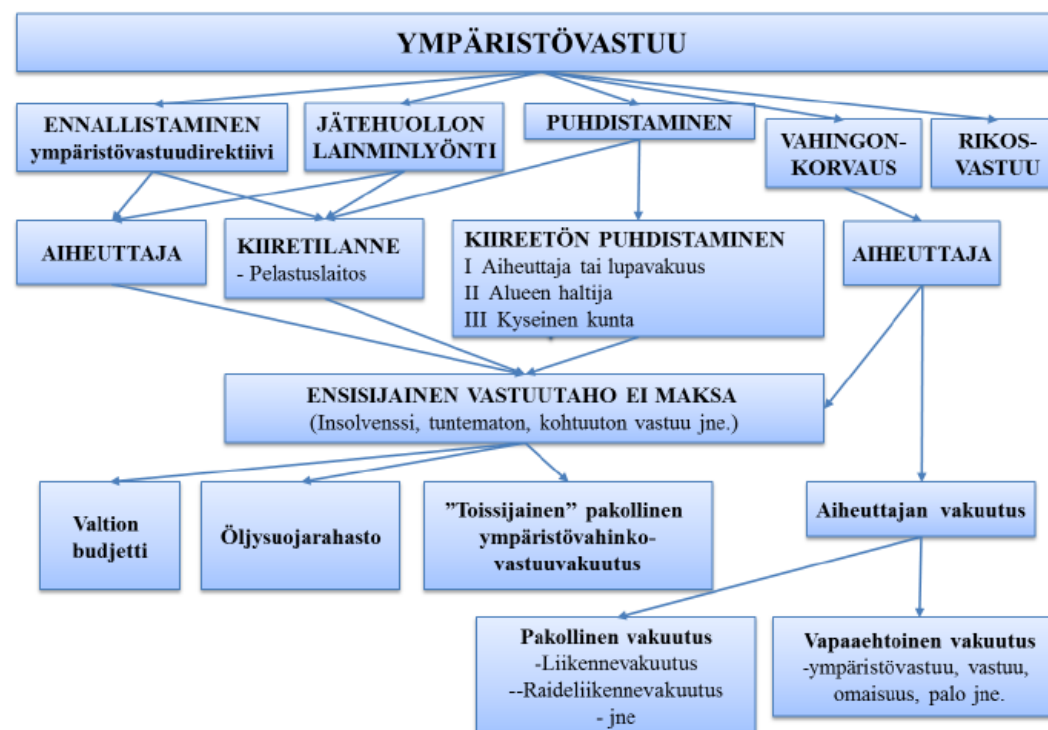 YMPÄRISTÖVASTUU
ENNALLISTAMINEN
ympäristövastuudirektiivi
JÄTEHUOLLON
LAINMINLYÖNTI
PUHDISTAMINEN
VAHINGON-
KORVAUS
RIKOS-
VASTUU
AIHEUTTAJA
KIIRETILANNE
- Pelastuslaitos
KIIREETÖN PUHDISTAMINEN
I Aiheuttaja tai lupavakuus
II Alueen haltija
III Kyseinen kunta
AIHEUTTAJA
ENSISIJAINEN VASTUUTAHO EI MAKSA
(Insolvenssi, tuntematon, kohtuuton vastuu jne.)
Valtion
budjetti
Öljysuojarahasto
”Toissijainen” pakollinen
ympäristövahinko-
vastuuvakuutus
Aiheuttajan vakuutus
Pakollinen vakuutus
-Liikennevakuutus
--Raideliikennevakuutus
- jne
Vapaaehtoinen vakuutus
-ympäristövastuu, vastuu,
omaisuus, palo jne.